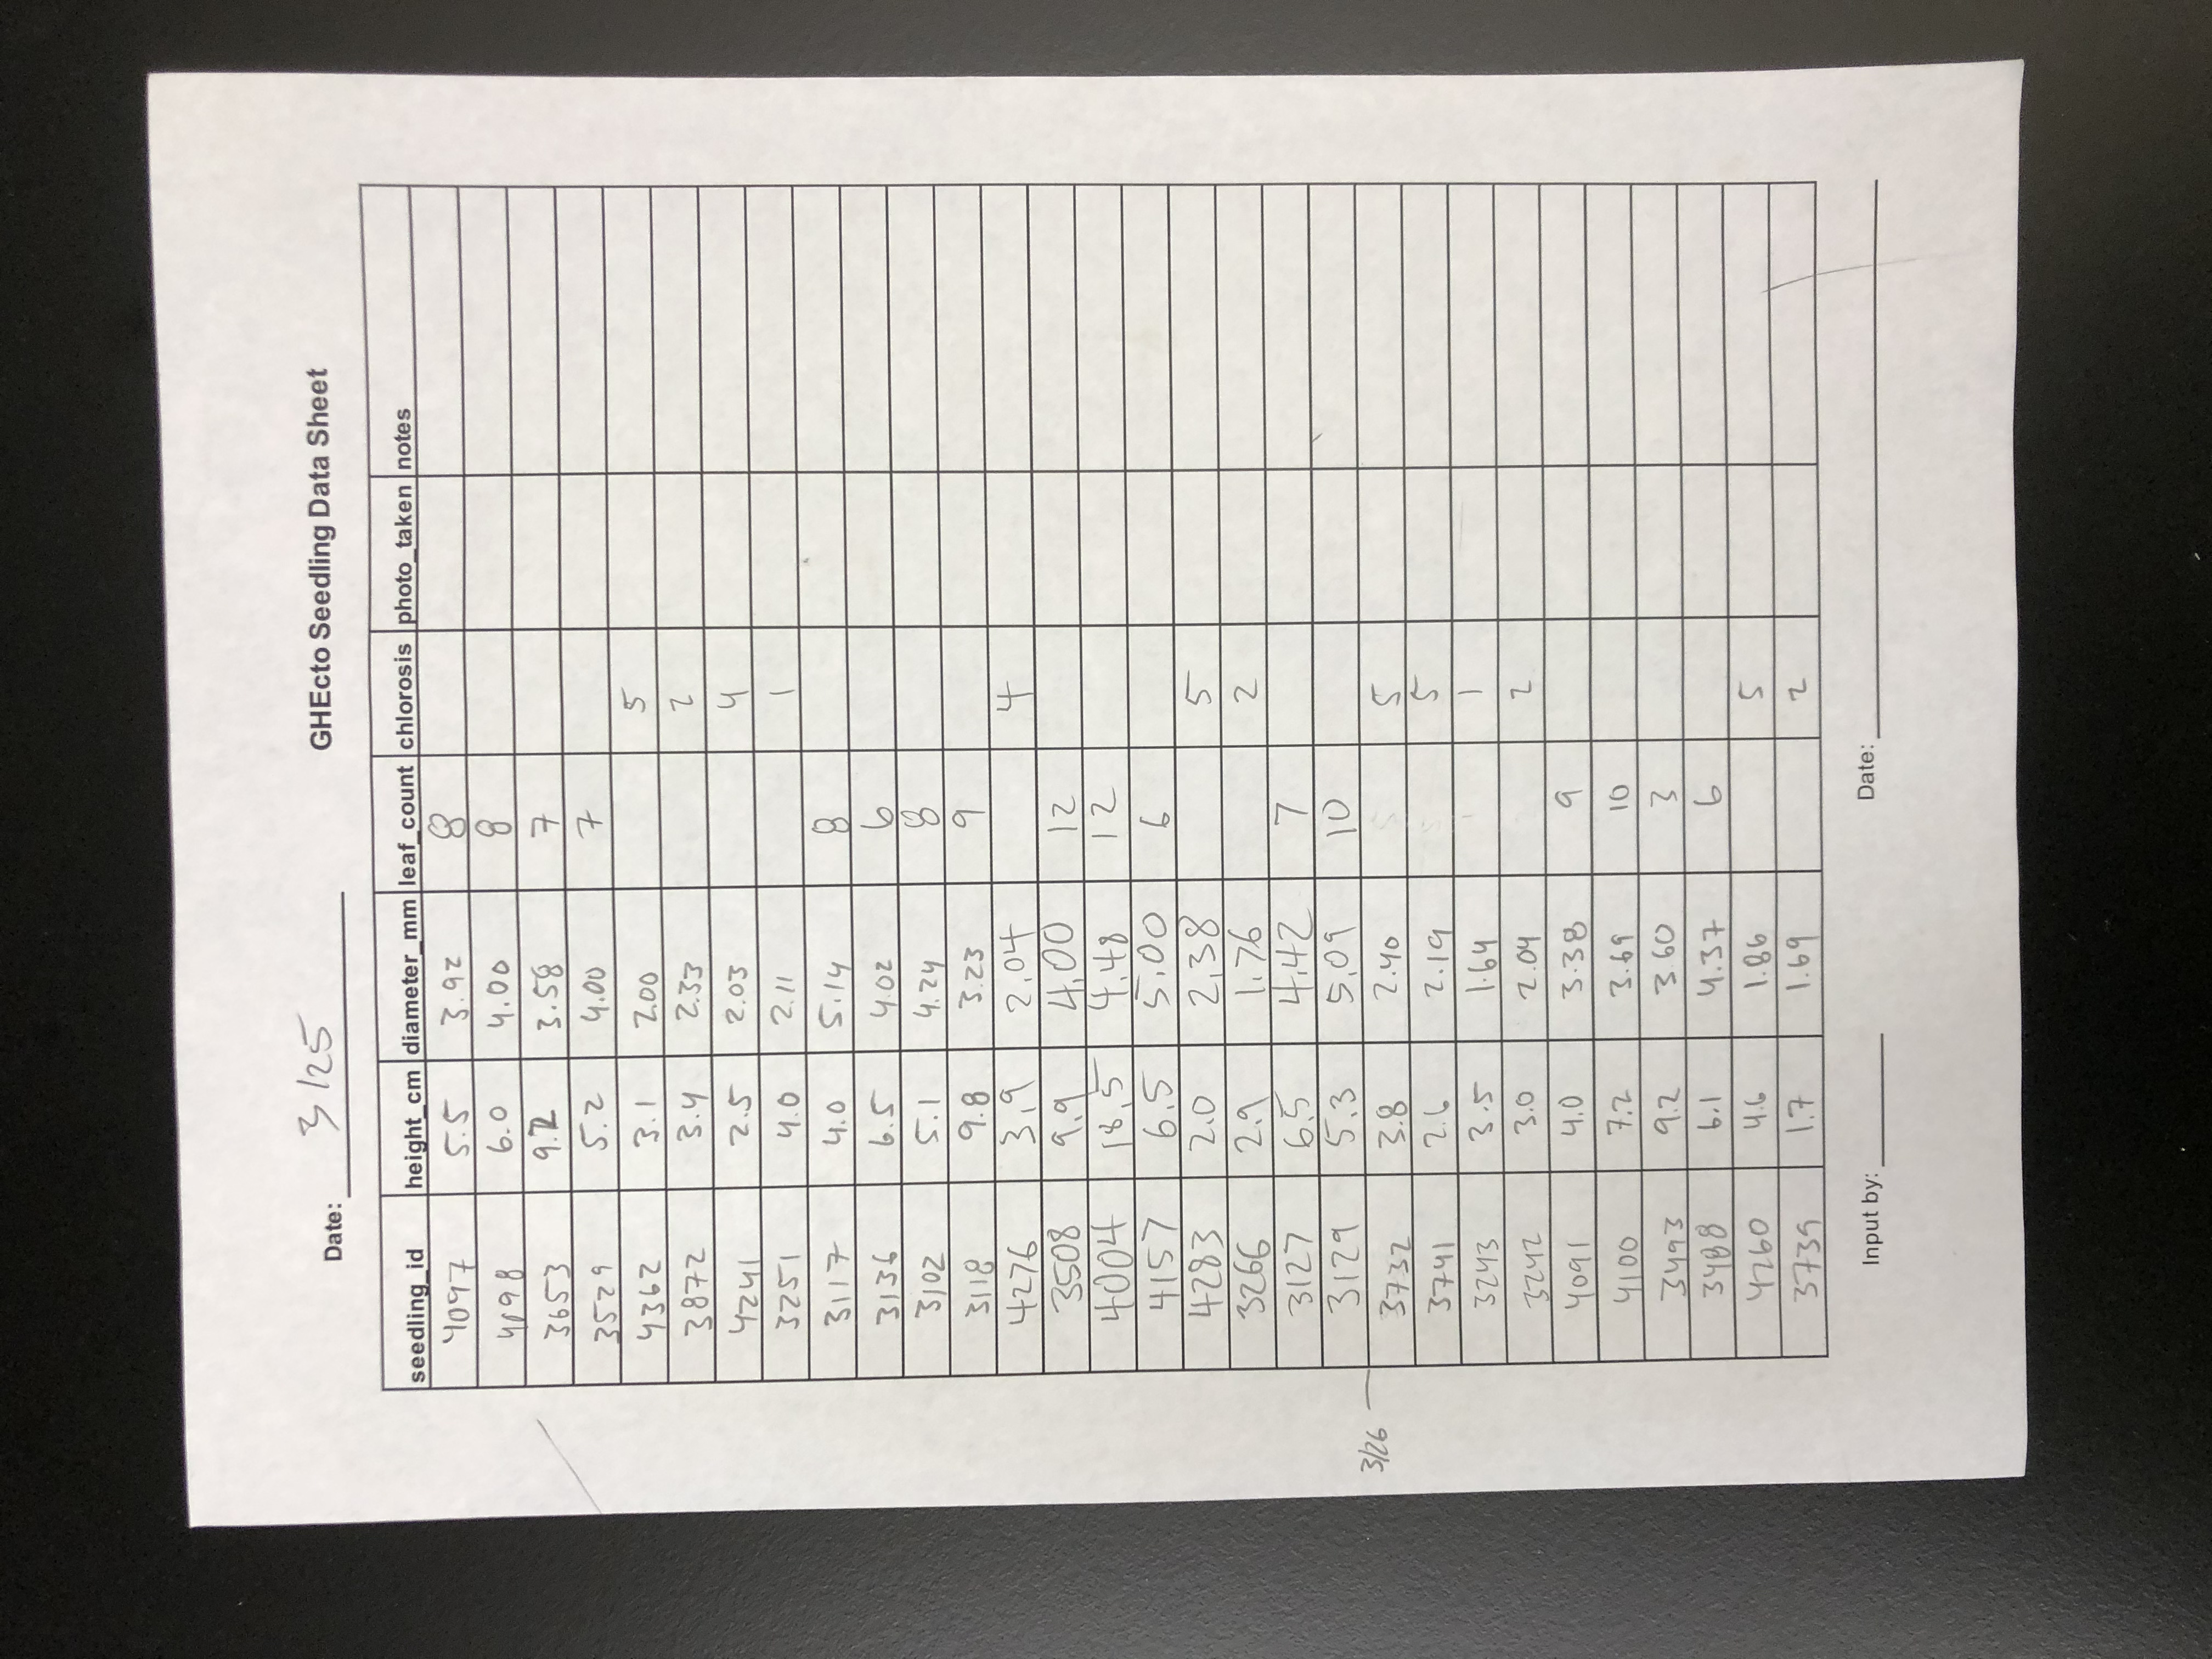 Date: 3/25
GHEcto Seedling Data Sheet
seedling_id height_cm diameter_mm leaf_count chlorosis photo_taken notes
4097 5.5 3.92 8
4098 6.0 4.00 8
3653 9.2 3.58 7
3529 5.2 4.00 7
4362 3.1 2.00 5
3872 3.4 2.33 2
4241 2.5 2.03 4
3251 4.0 2.11 1
3117 4.0 5.14 8
3136 6.5 4.02 6
3102 5.1 4.24 8
3118 9.8 3.23 9
4276 3.9 2.04 4
3508 9.9 4.00 12
4004 18.5 4.48 12
4157 6.5 5.00 6
4283 2.0 2.38 5
3266 2.9 1.76 2
3127 6.5 4.42 7
3129 5.3 5.09 10
3/26 —
3732 3.8 2.40 5
3741 2.6 2.19 5
3243 3.5 1.64 1
3242 3.0 2.04 2
4091 4.0 3.38 9
4100 7.2 3.69 10
3493 9.2 3.60 3
3488 6.1 4.37 6
4260 4.6 1.86 5
3739 1.7 1.69 2
Input by: Date: